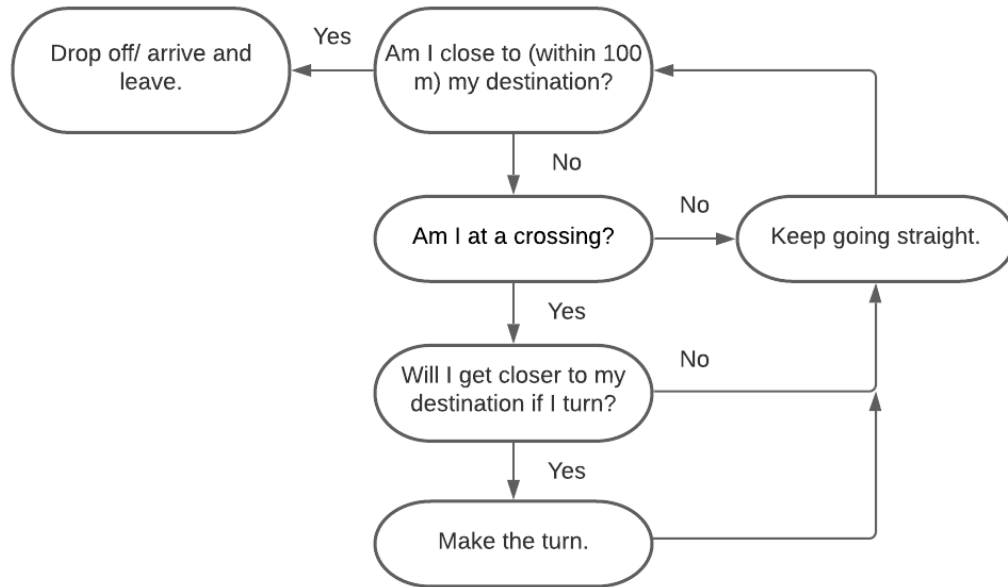 Drop off/ arrive and
leave.
Yes
Am I close to (within 100
m) my destination?
No
Am I at a crossing?
No
Keep going straight.
Yes
Will I get closer to my
destination if I turn?
No
Yes
Make the turn.